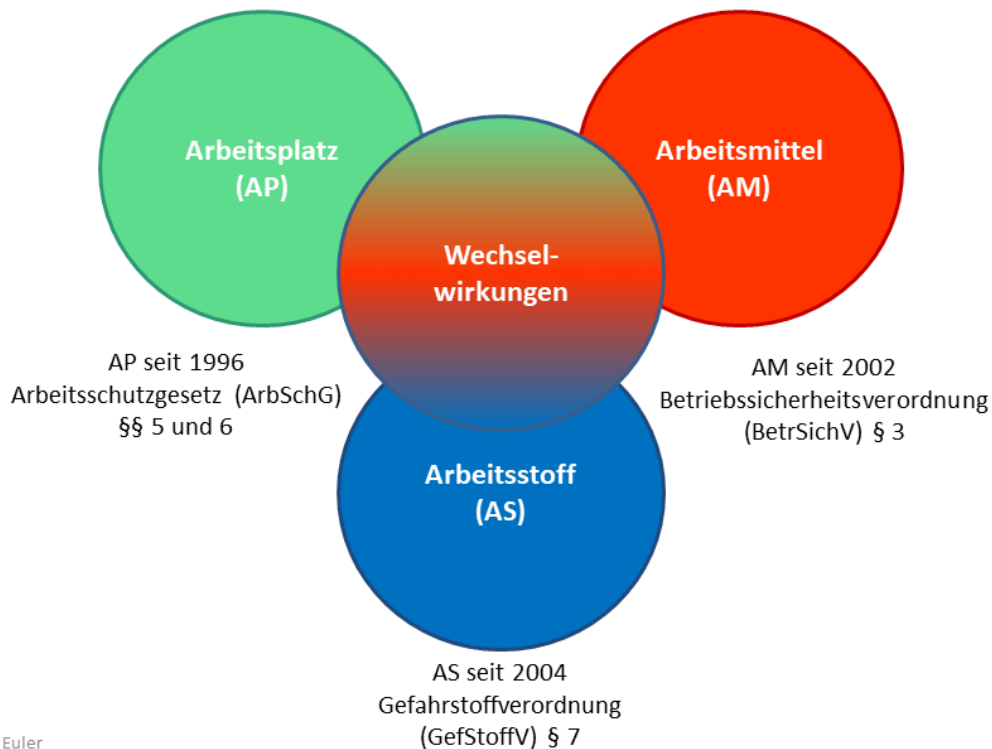 Arbeitsplatz
(AP)
Arbeitsmittel
(AM)
Wechsel-
wirkungen
AP seit 1996
Arbeitsschutzgesetz (ArbSchG)
§§ 5 und 6
AM seit 2002
Betriebssicherheitsverordnung
(BetrSichV) § 3
Arbeitsstoff
(AS)
AS seit 2004
Gefahrstoffverordnung
(GefStoffV) § 7
Euler